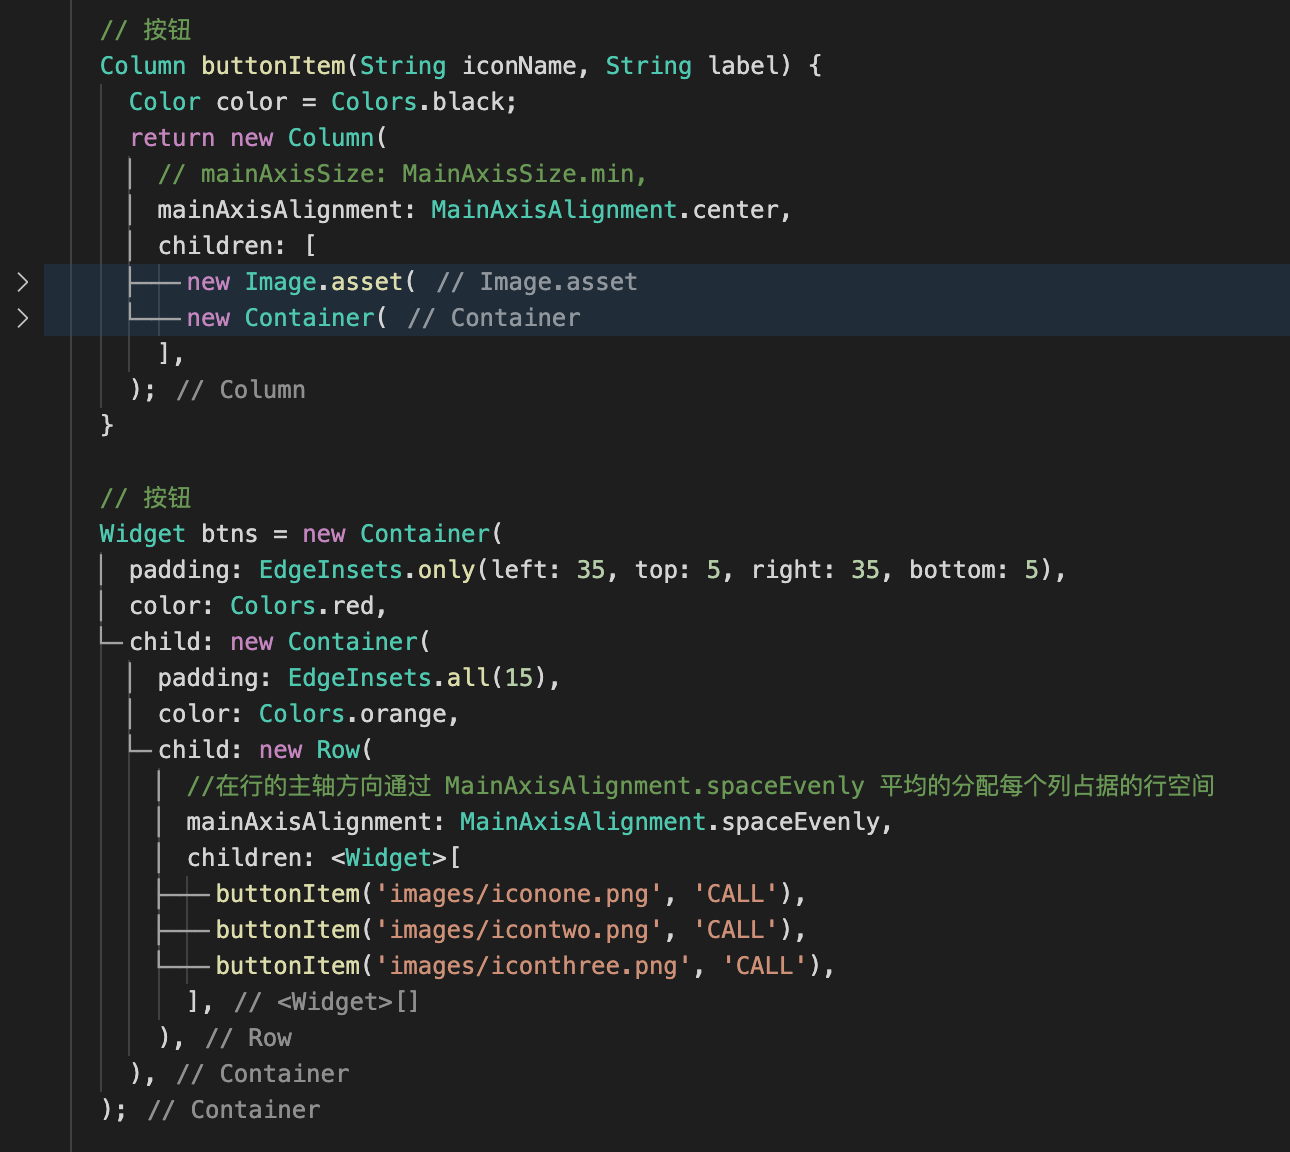 // 按钮
Column buttonItem(String iconName, String label) {
Color color = Colors.black;
return new Column(
// mainAxisSize: MainAxisSize.min,
mainAxisAlignment: MainAxisAlignment.center,
children: [
new Image.asset( // Image.asset
new Container( // Container
],
); // Column
}
// 按钮
Widget btns = new Container(
padding: EdgeInsets.only(left: 35, top: 5, right: 35, bottom: 5),
color: Colors.red,
child: new Container(
padding: EdgeInsets.all(15),
color: Colors.orange,
child: new Row(
//在行的主轴方向通过 MainAxisAlignment.spaceEvenly 平均的分配每个列占据的行空间
mainAxisAlignment: MainAxisAlignment.spaceEvenly,
children: <Widget>[
buttonItem('images/iconone.png', 'CALL'),
buttonItem('images/icontwo.png', 'CALL'),
buttonItem('images/iconthree.png', 'CALL'),
], // <Widget>[]
), // Row
), // Container
); // Container